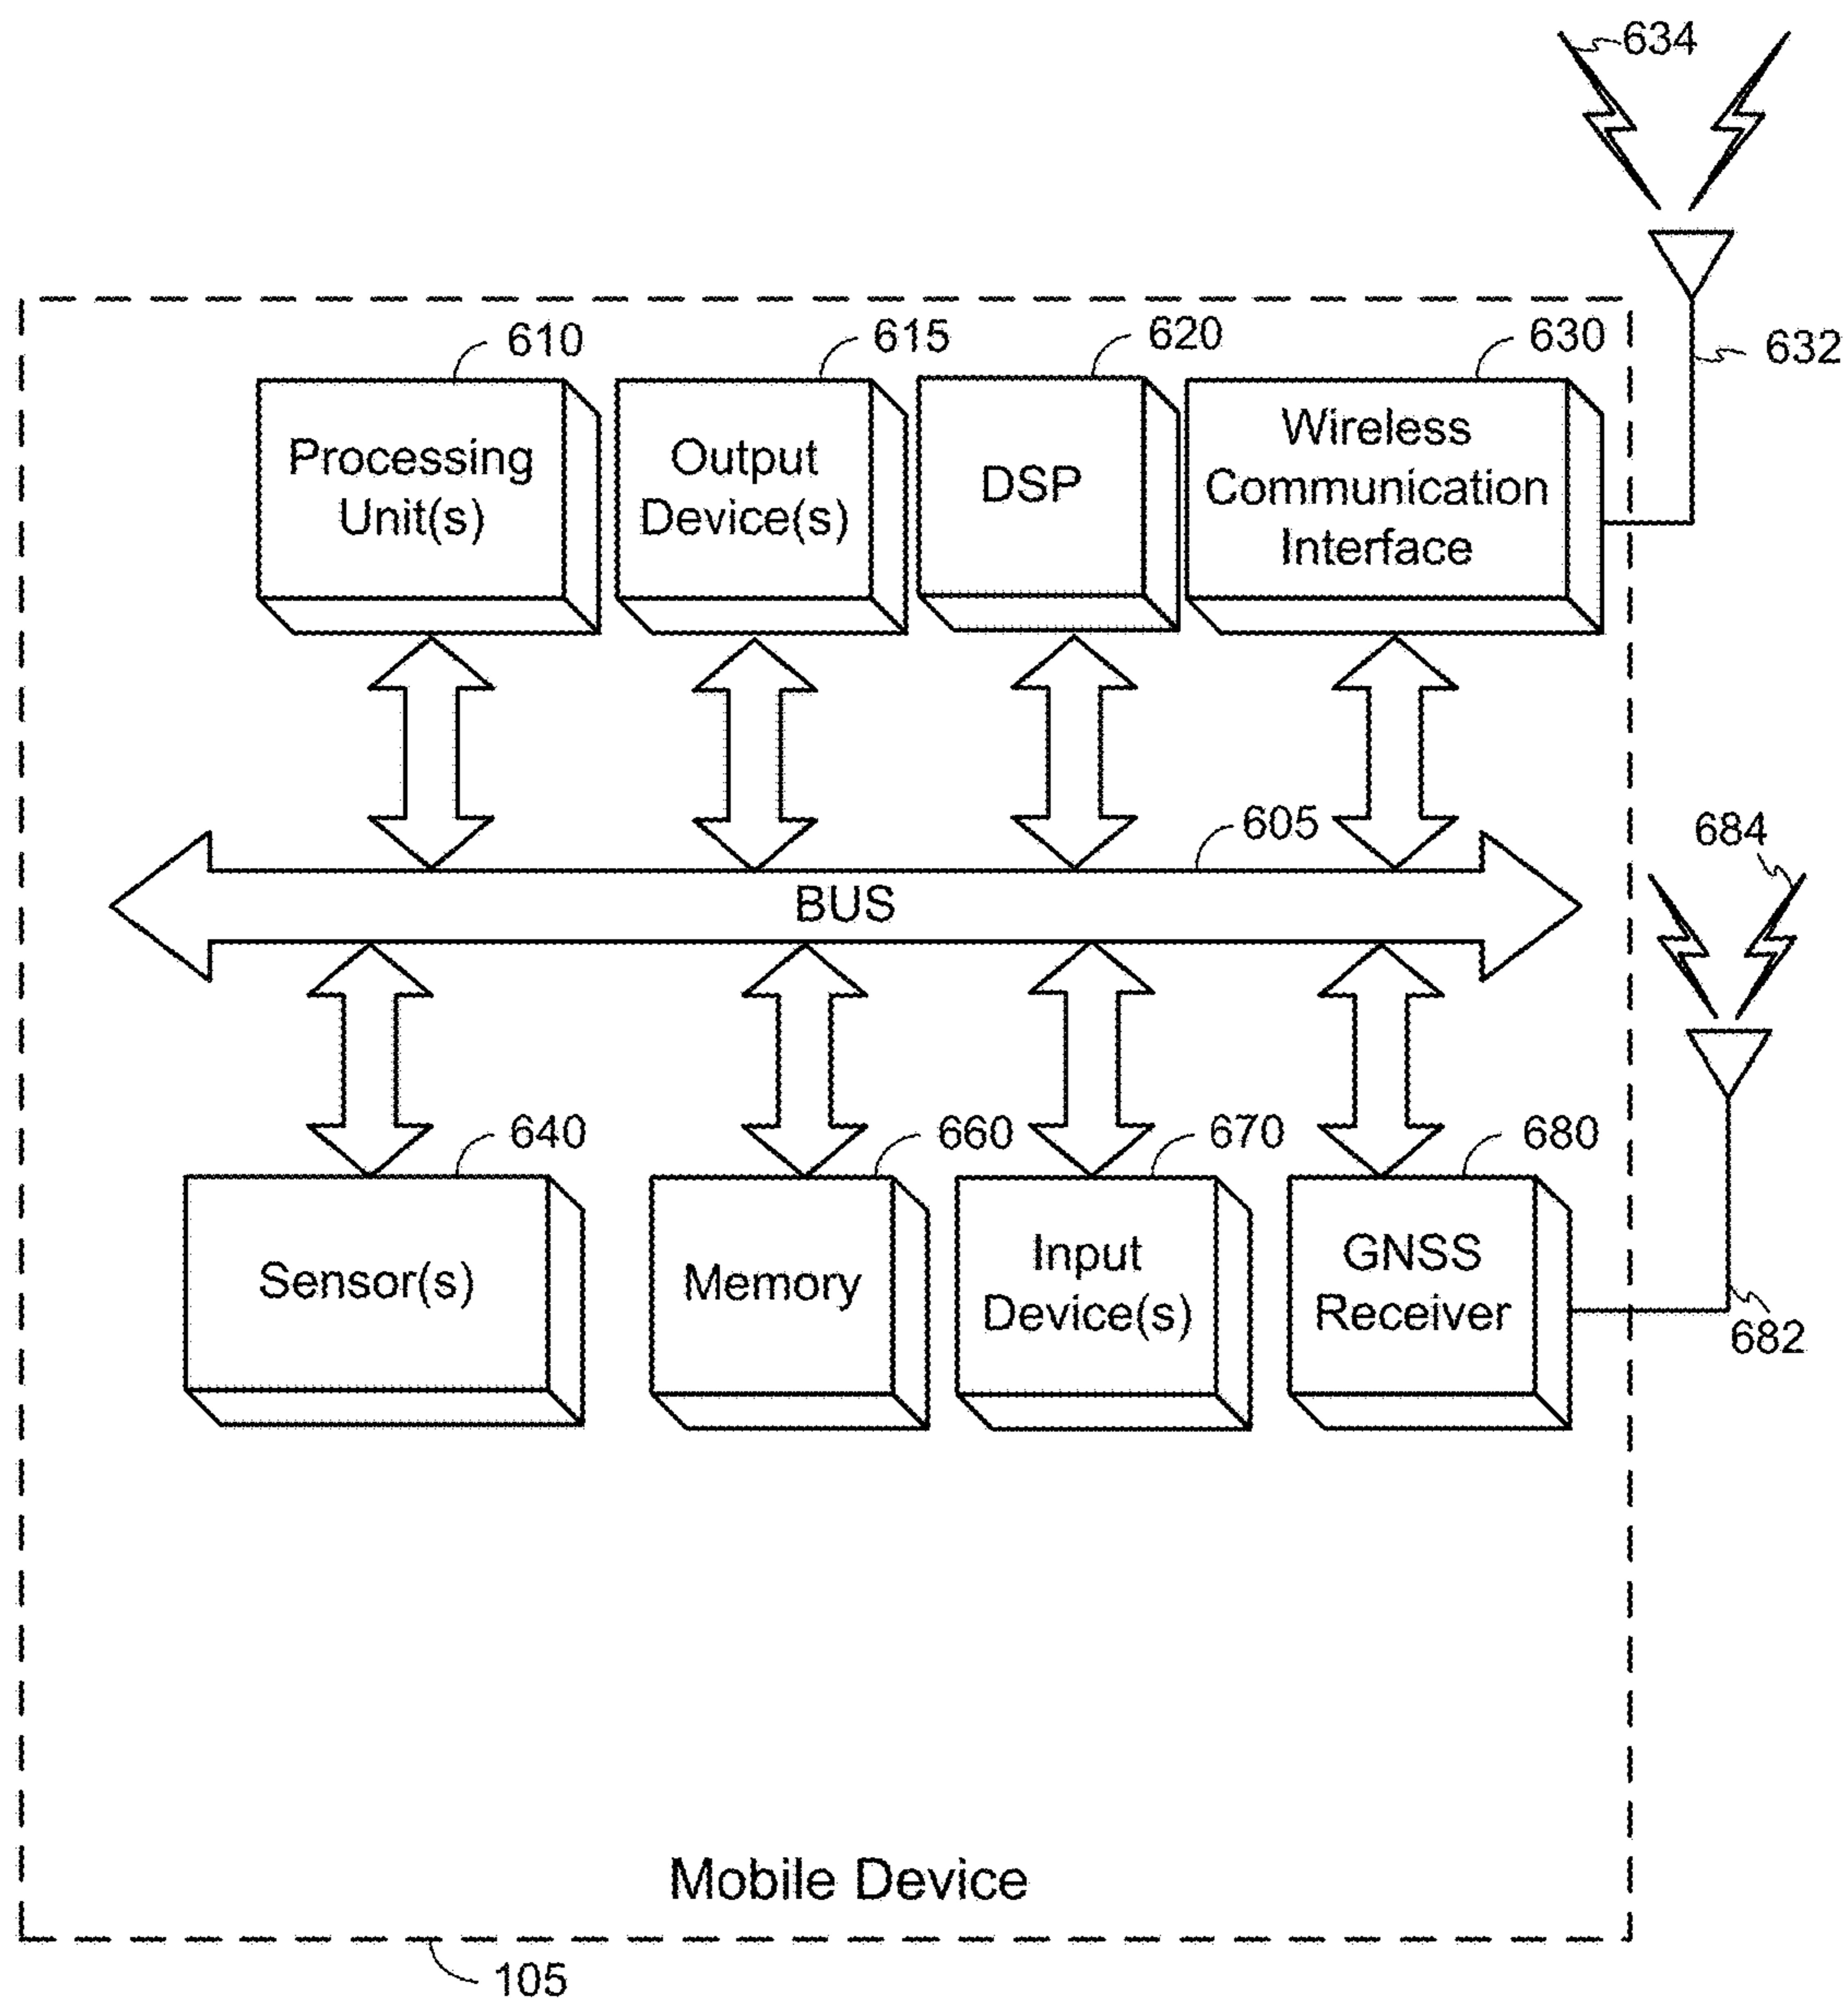 634
610
615
620
630
632
Processing
Unit(s)
Output
Device(s)
DSP
Wireless
Communication
Interface
605
684
BUS
640
660
670
680
Sensor(s)
Memory
Input
Device(s)
GNSS
Receiver
682
Mobile Device
105